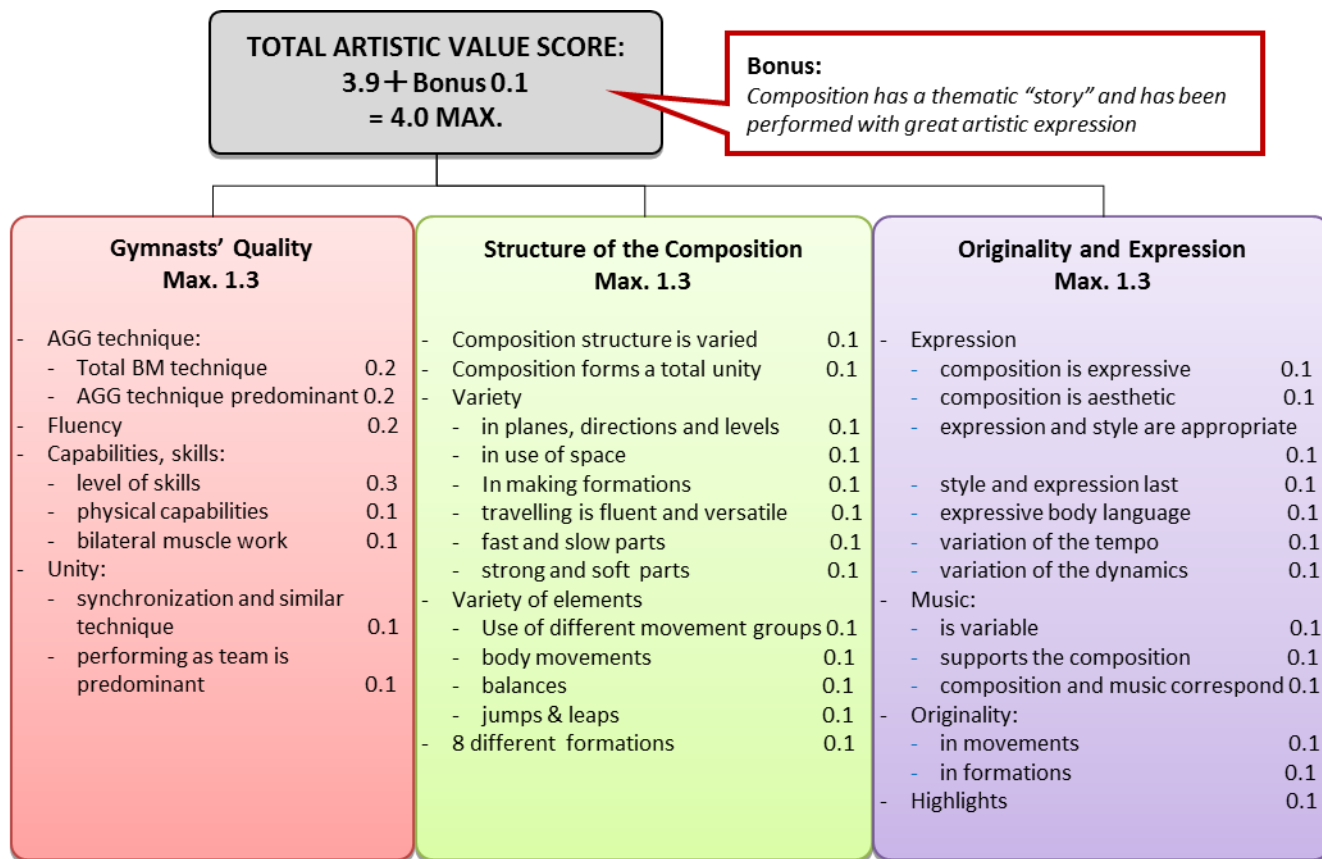 TOTAL ARTISTIC VALUE SCORE:
3.9+Bonus 0.1
= 4.0 MAX.
Bonus:
Composition has a thematic “story” and has been
performed with great artistic expression
Gymnasts’ Quality
Max. 1.3
- AGG technique:
- Total BM technique 0.2
- AGG technique predominant 0.2
- Fluency 0.2
- Capabilities, skills:
- level of skills 0.3
- physical capabilities 0.1
- bilateral muscle work 0.1
- Unity:
- synchronization and similar
technique 0.1
- performing as team is
predominant 0.1
Structure of the Composition
Max. 1.3
- Composition structure is varied 0.1
- Composition forms a total unity 0.1
- Variety
- in planes, directions and levels 0.1
- in use of space 0.1
- In making formations 0.1
- travelling is fluent and versatile 0.1
- fast and slow parts 0.1
- strong and soft parts 0.1
- Variety of elements
- Use of different movement groups 0.1
- body movements 0.1
- balances 0.1
- jumps & leaps 0.1
- 8 different formations 0.1
Originality and Expression
Max. 1.3
- Expression
- composition is expressive 0.1
- composition is aesthetic 0.1
- expression and style are appropriate
0.1
- style and expression last 0.1
- expressive body language 0.1
- variation of the tempo 0.1
- variation of the dynamics 0.1
- Music:
- is variable 0.1
- supports the composition 0.1
- composition and music correspond 0.1
- Originality:
- in movements 0.1
- in formations 0.1
- Highlights 0.1